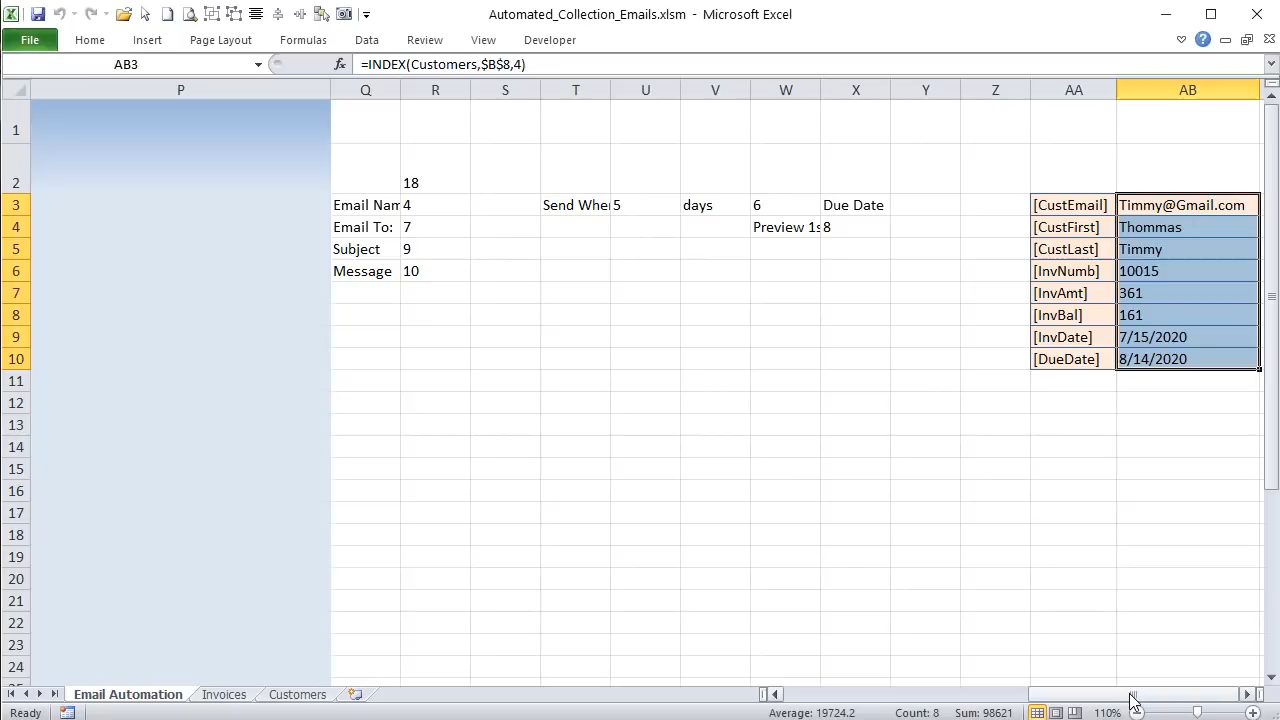 Automated_Collection_Emails.xlsm - Microsoft Excel
File Home Insert Page Layout Formulas Data Review View Developer
AB3 fx =INDEX(Customers,$B$8,4)
P Q R S T U V W X Y Z AA AB
1
2 18
3 Email Nam 4 Send Wher 5 days 6 Due Date [CustEmail] Timmy@Gmail.com
4 Email To: 7 Preview 1s 8 [CustFirst] Thommas
5 Subject 9 [CustLast] Timmy
6 Message 10 [InvNumb] 10015
7 [InvAmt] 361
8 [InvBal] 161
9 [InvDate] 7/15/2020
10 [DueDate] 8/14/2020
11
12
13
14
15
16
17
18
19
20
21
22
23
24
Email Automation Invoices Customers
Ready Average: 19724.2 Count: 8 Sum: 98621 110%